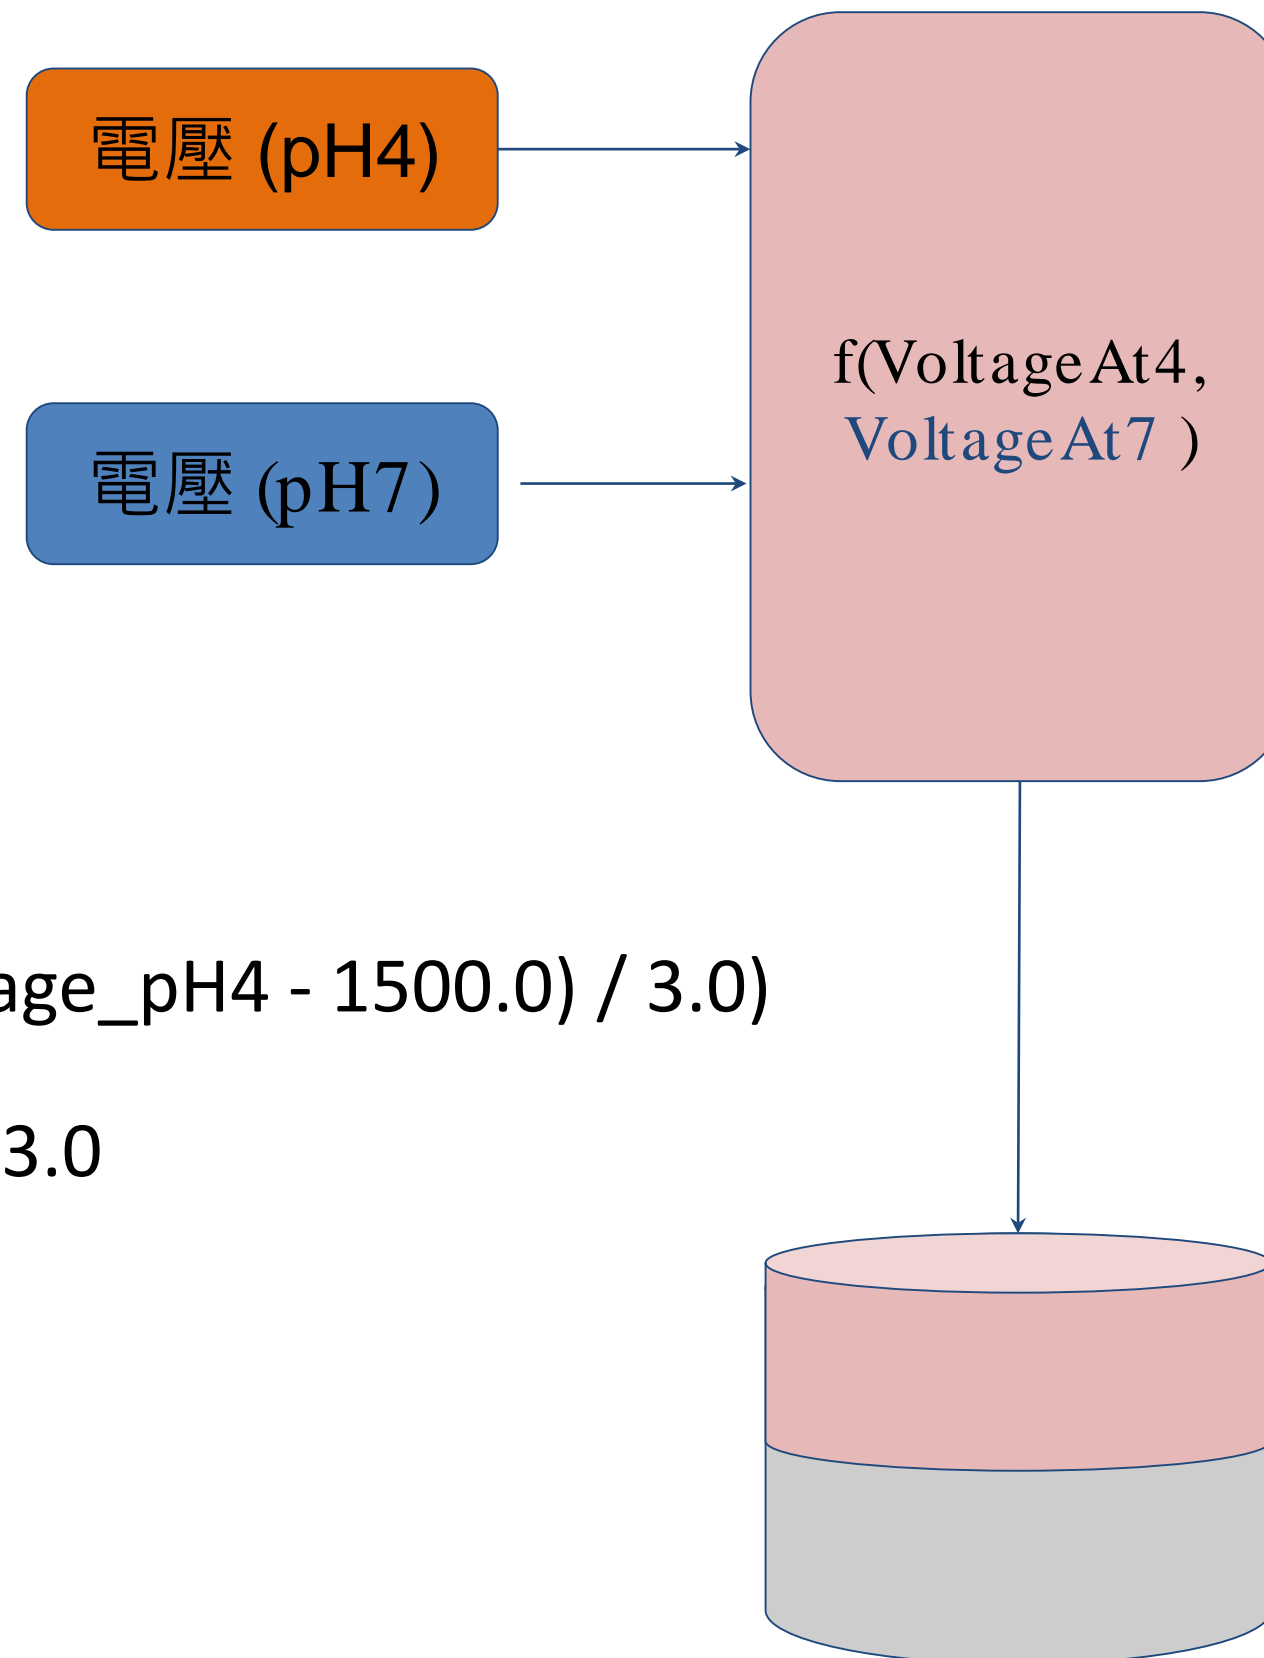 電壓 (pH4)
f(VoltageAt4,
VoltageAt7 )
電壓 (pH7)
age_pH4 - 1500.0) / 3.0)
3.0